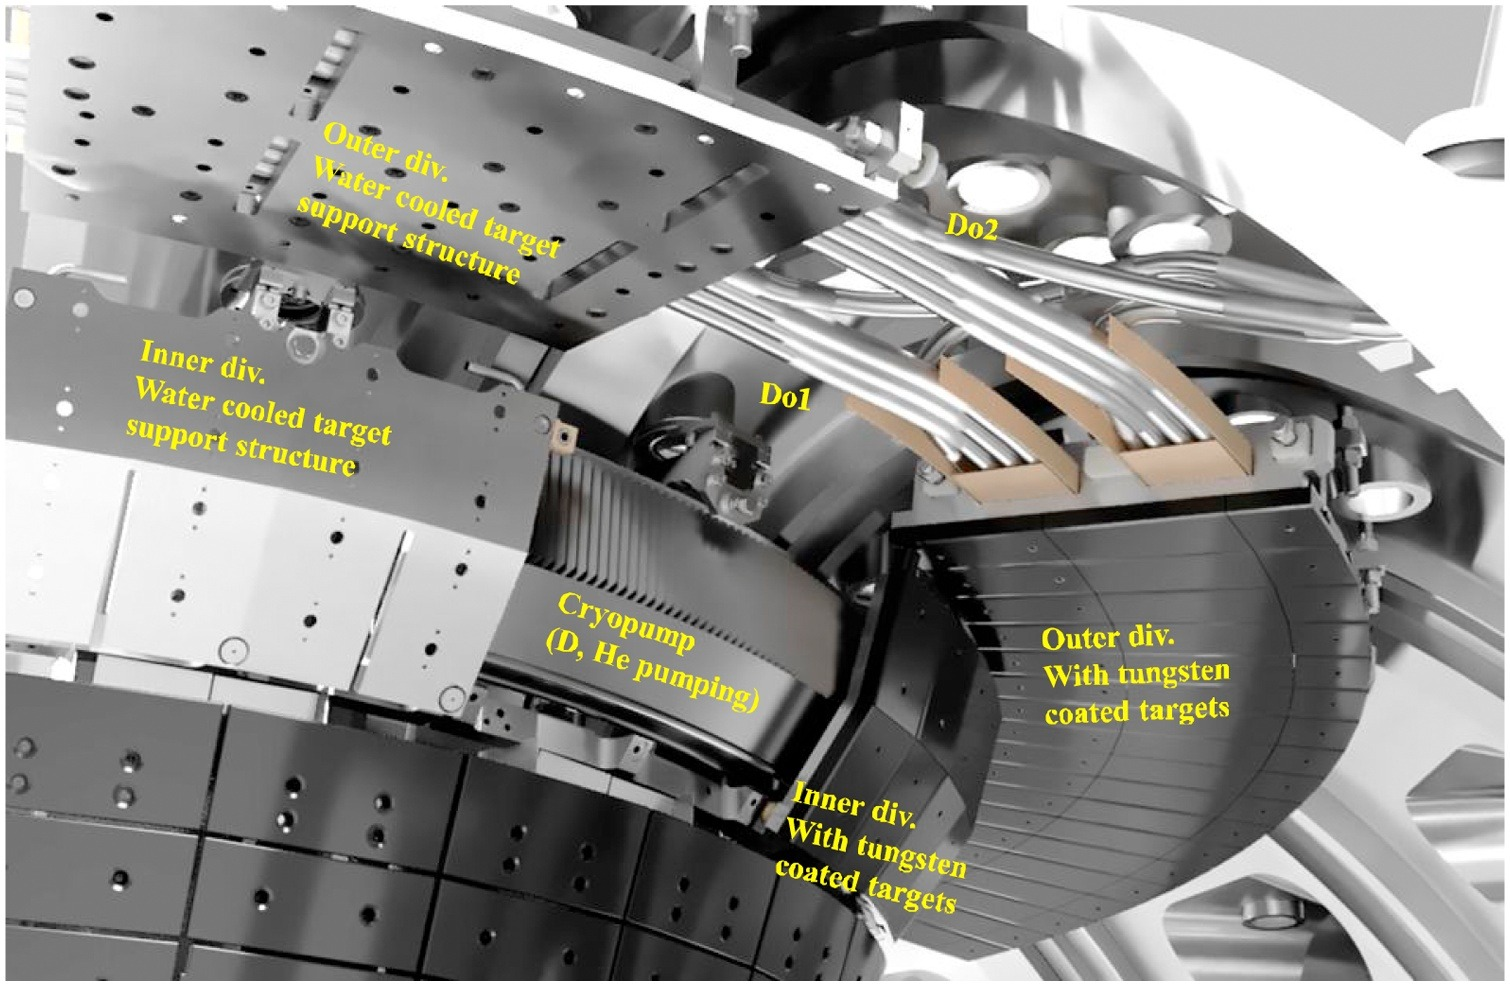 Outer div.
Water cooled target
support structure
Do2
Inner div.
Water cooled target
support structure
Do1
Cryopump
(D, He pumping)
Outer div.
With tungsten
coated targets
Inner div.
With tungsten
coated targets